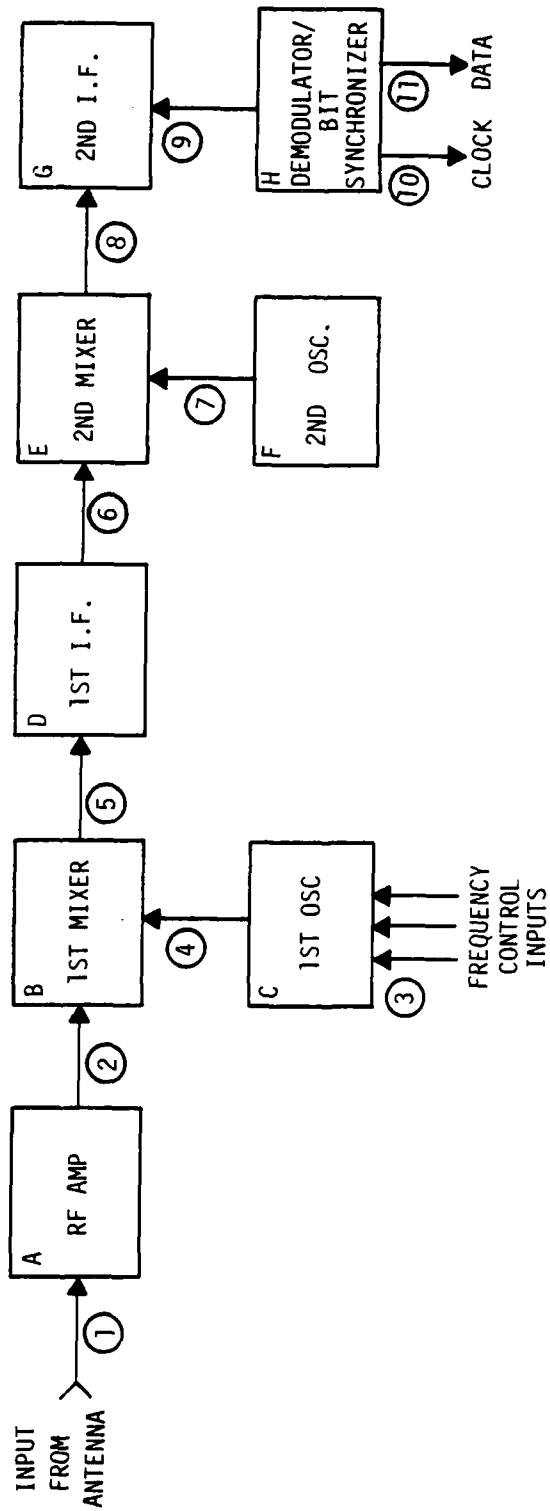 INPUT
FROM
ANTENNA
1
A
RF AMP
2
B
1ST MIXER
3
FREQUENCY
CONTROL
INPUTS
C
1ST OSC
4
5
D
1ST I.F.
6
E
2ND MIXER
7
F
2ND OSC.
8
G
2ND I.F.
9
H
DEMODULATOR/
BIT
SYNCHRONIZER
10
CLOCK
11
DATA